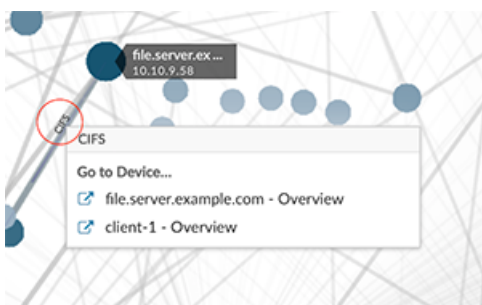 file.server.ex ...
10.10.9.58
CIFS
CIFS
Go to Device...
file.server.example.com - Overview
client-1 - Overview